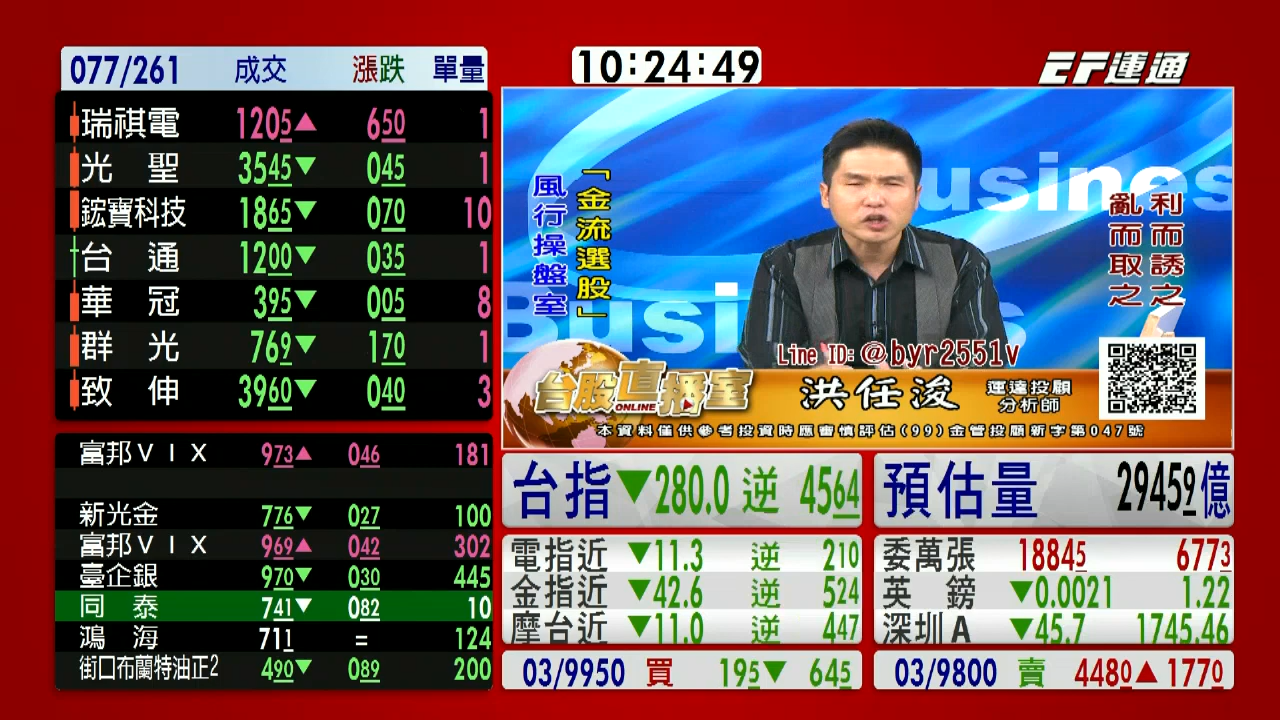 077/261 成交 漲跌 單量
10:24:49
EF運通
瑞祺電 1205▲ 650 1
光聖 3545▼ 045 1
鋐寶科技 1865▼ 070 10
台通 1200▼ 035 1
華冠 395▼ 005 8
群光 769▼ 170 1
致伸 3960▼ 040 3
富邦ＶＩＸ 973▲ 046 181
新光金 776▼ 027 100
富邦ＶＩＸ 969▲ 042 302
臺企銀 970▼ 030 445
同泰 741▼ 082 10
鴻海 711 = 124
街口布蘭特油正2 490▼ 089 200
「金流選股」
風行操盤室
利而誘之
亂而取之
Business
Business
Line ID:@byr2551v
台股直播室
ONLINE
洪任浚
運達投顧
分析師
本資料僅供參考投資時應審慎評估(99)金管投顧新字第047號
台指▼280.0 逆 4564
預估量 29459億
電指近 ▼11.3 逆 210
金指近 ▼42.6 逆 524
摩台近 ▼11.0 逆 447
委萬張 18845 6773
英鎊 ▼0.0021 1.22
深圳A ▼45.7 1745.46
03/9950 買 195▼ 645
03/9800 賣 4480▲ 1770